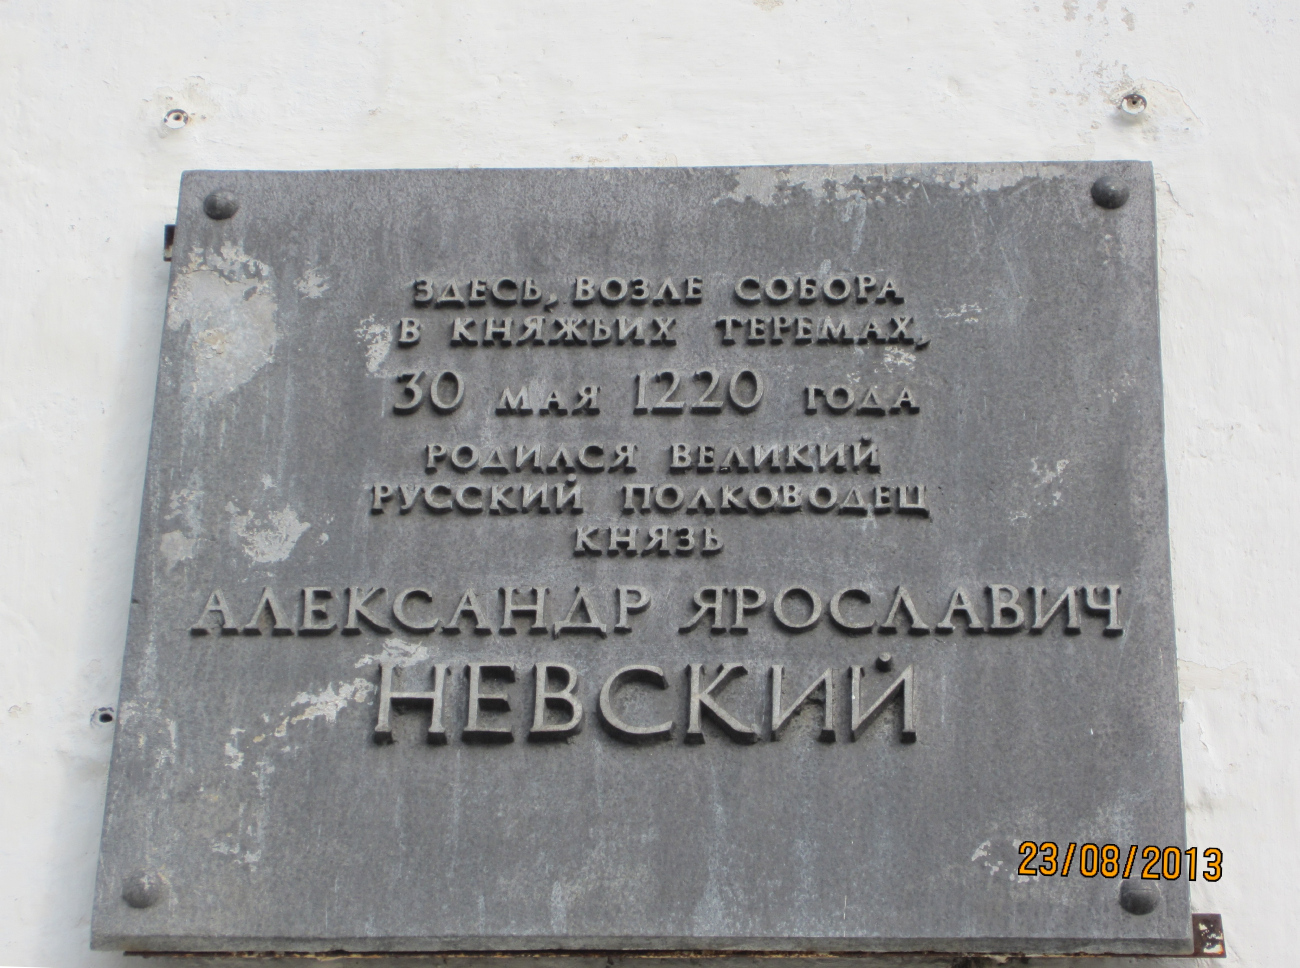 ЗДЕСЬ, ВОЗЛЕ СОБОРА
В КНЯЖЬИХ ТЕРЕМАХ,
30 МАЯ 1220 ГОДА
РОДИЛСЯ ВЕЛИКИЙ
РУССКИЙ ПОЛКОВОДЕЦ
КНЯЗЬ
АЛЕКСАНДР ЯРОСЛАВИЧ
НЕВСКИЙ
23/08/2013